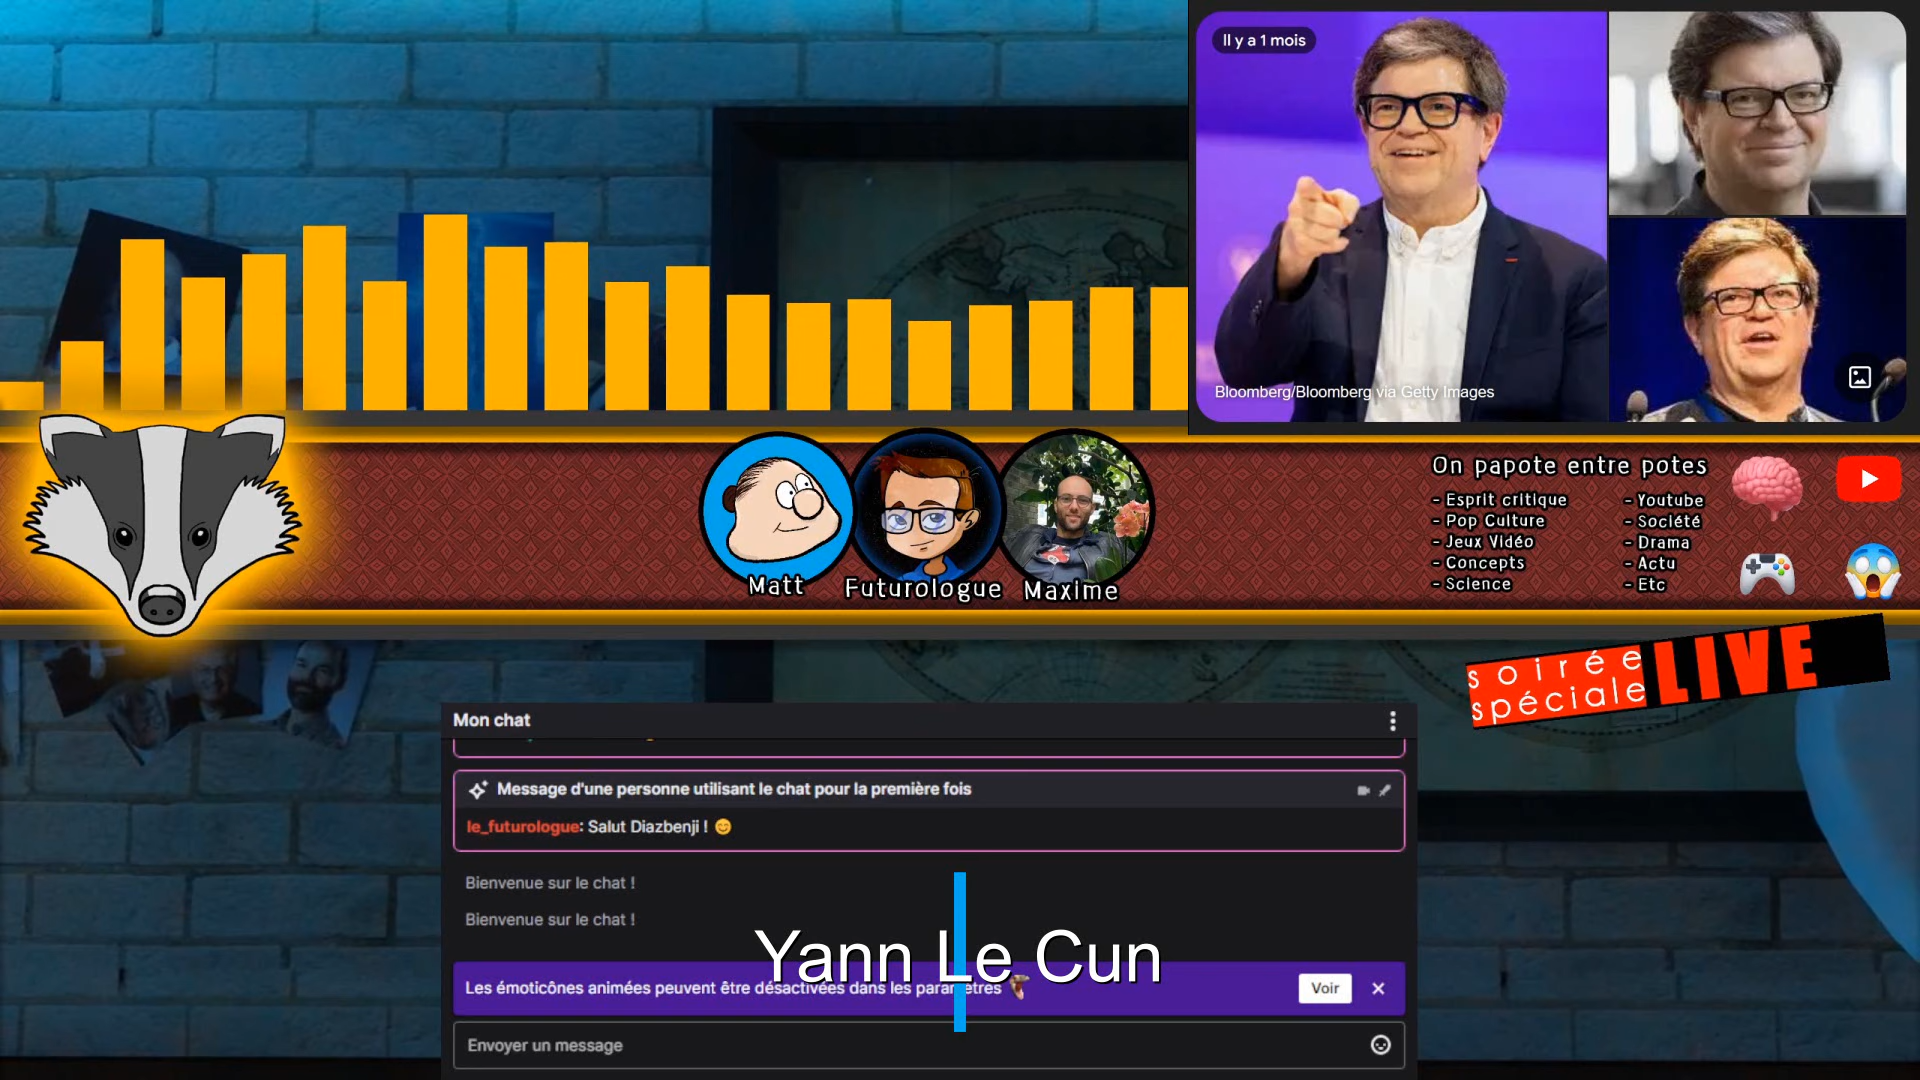 Il y a 1 mois
Bloomberg/Bloomberg via Getty Images
Matt
Futurologue
Maxime
On papote entre potes
- Esprit critique
- Pop Culture
- Jeux Vidéo
- Concepts
- Science
- Youtube
- Société
- Drama
- Actu
- Etc
soirée
spéciale
LIVE
Mon chat
Message d'une personne utilisant le chat pour la première fois
le_futurologue: Salut Diazbenji ! 😊
Bienvenue sur le chat !
Bienvenue sur le chat !
Yann Le Cun
Les émoticônes animées peuvent être désactivées dans les paramètres
Voir
Envoyer un message